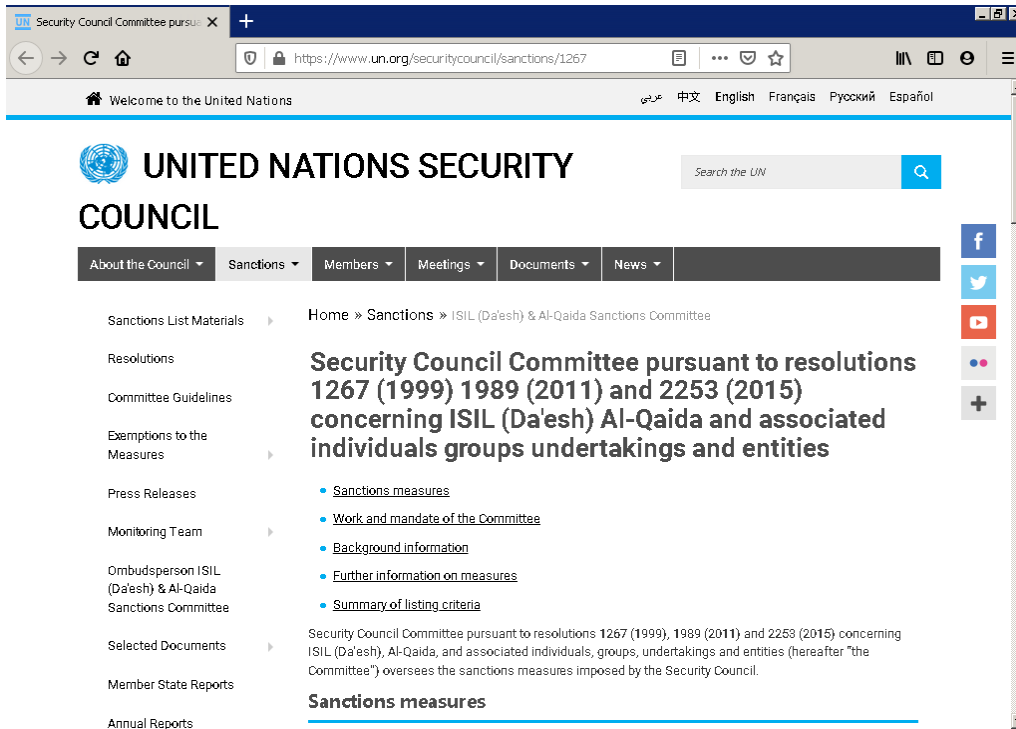 UN Security Council Committee pursua
https://www.un.org/securitycouncil/sanctions/1267
Welcome to the United Nations
عربي 中文 English Français Русский Español
UNITED NATIONS SECURITY
COUNCIL
Search the UN
About the Council Sanctions Members Meetings Documents News
Sanctions List Materials
Resolutions
Committee Guidelines
Exemptions to the
Measures
Press Releases
Monitoring Team
Ombudsperson ISIL
(Da'esh) & Al-Qaida
Sanctions Committee
Selected Documents
Member State Reports
Annual Reports
Home » Sanctions » ISIL (Da'esh) & Al-Qaida Sanctions Committee
Security Council Committee pursuant to resolutions
1267 (1999) 1989 (2011) and 2253 (2015)
concerning ISIL (Da'esh) Al-Qaida and associated
individuals groups undertakings and entities
Sanctions measures
Work and mandate of the Committee
Background information
Further information on measures
Summary of listing criteria
Security Council Committee pursuant to resolutions 1267 (1999), 1989 (2011) and 2253 (2015) concerning
ISIL (Da'esh), Al-Qaida, and associated individuals, groups, undertakings and entities (hereafter "the
Committee") oversees the sanctions measures imposed by the Security Council.
Sanctions measures